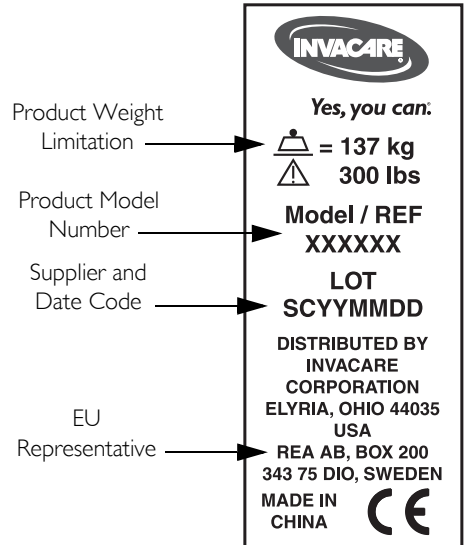 INVACARE
Yes, you can.
Product Weight
Limitation
= 137 kg
300 lbs
Product Model
Number
Model / REF
XXXXXX
Supplier and
Date Code
LOT
SCYYMMDD
DISTRIBUTED BY
INVACARE
CORPORATION
ELYRIA, OHIO 44035
USA
EU
Representative
REA AB, BOX 200
343 75 DIO, SWEDEN
MADE IN
CHINA
CE